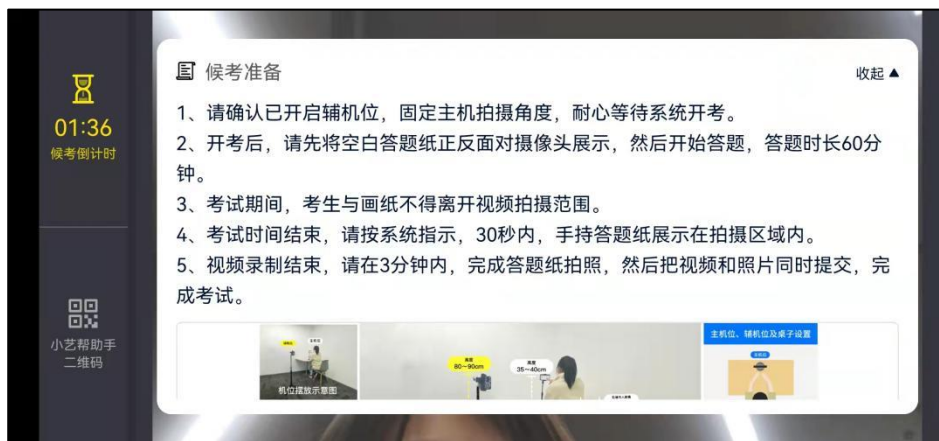 候考准备
收起▲
01:36
候考倒计时
1、请确认已开启辅机位，固定主机拍摄角度，耐心等待系统开考。
2、开考后，请先将空白答题纸正反面对摄像头展示，然后开始答题，答题时长60分
钟。
3、考试期间，考生与画纸不得离开视频拍摄范围。
4、考试时间结束，请按系统指示，30秒内，手持答题纸展示在拍摄区域内。
5、视频录制结束，请在3分钟内，完成答题纸拍照，然后把视频和照片同时提交，完
成考试。
小艺帮助手
二维码
主机位、辅机位及桌子设置
高度
80~90cm
高度
35~40cm
机位摆放示意图